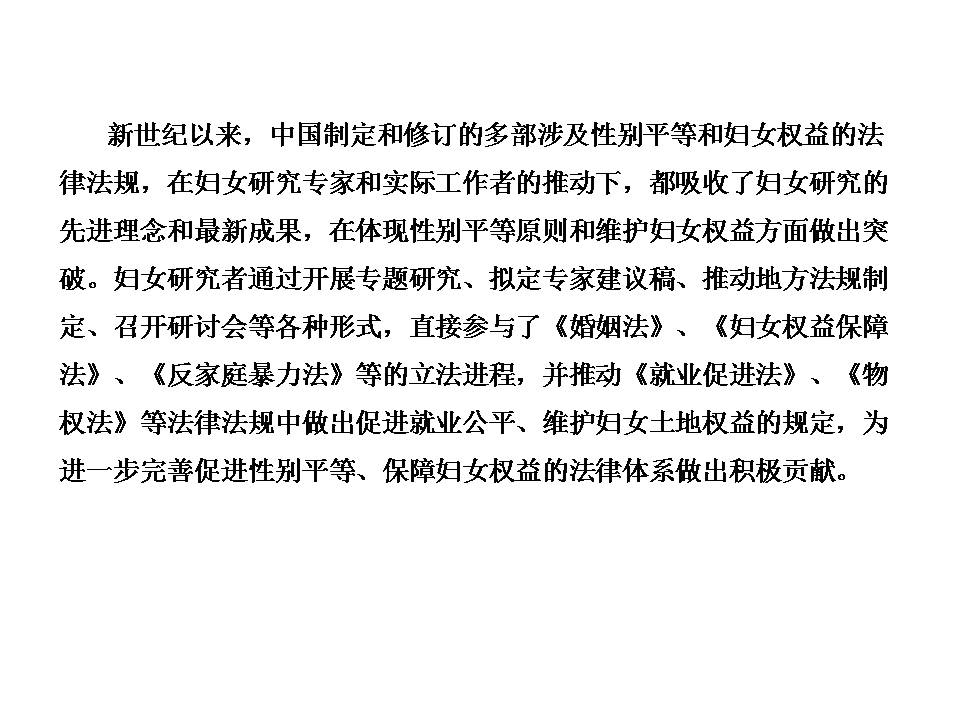 新世纪以来，中国制定和修订的多部涉及性别平等和妇女权益的法
律法规，在妇女研究专家和实际工作者的推动下，都吸收了妇女研究的
先进理念和最新成果，在体现性别平等原则和维护妇女权益方面做出突
破。妇女研究者通过开展专题研究、拟定专家建议稿、推动地方法规制
定、召开研讨会等各种形式，直接参与了《婚姻法》、《妇女权益保障
法》、《反家庭暴力法》等的立法进程，并推动《就业促进法》、《物
权法》等法律法规中做出促进就业公平、维护妇女土地权益的规定，为
进一步完善促进性别平等、保障妇女权益的法律体系做出积极贡献。